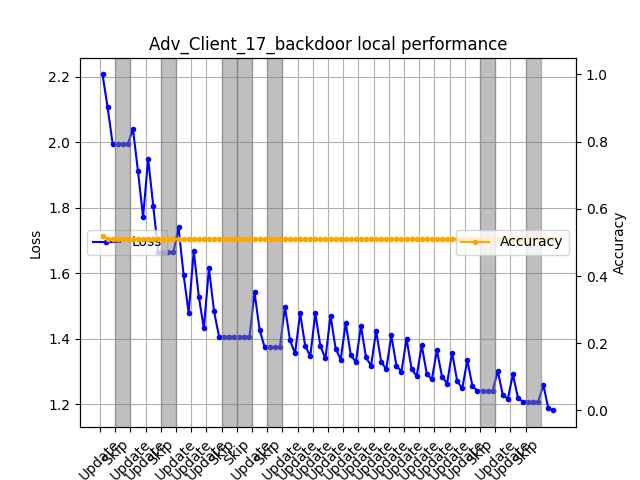 Adv_Client_17_backdoor local performance
2.2
2.0
1.8
1.6
1.4
1.2
Loss
1.0
0.8
0.6
0.4
0.2
0.0
Accuracy
Loss
Accuracy
Update
Skip
Update
Update
Skip
Update
Update
Update
Skip
Skip
Update
Skip
Update
Update
Update
Update
Update
Update
Update
Update
Update
Update
Update
Update
Update
Skip
Update
Update
Skip